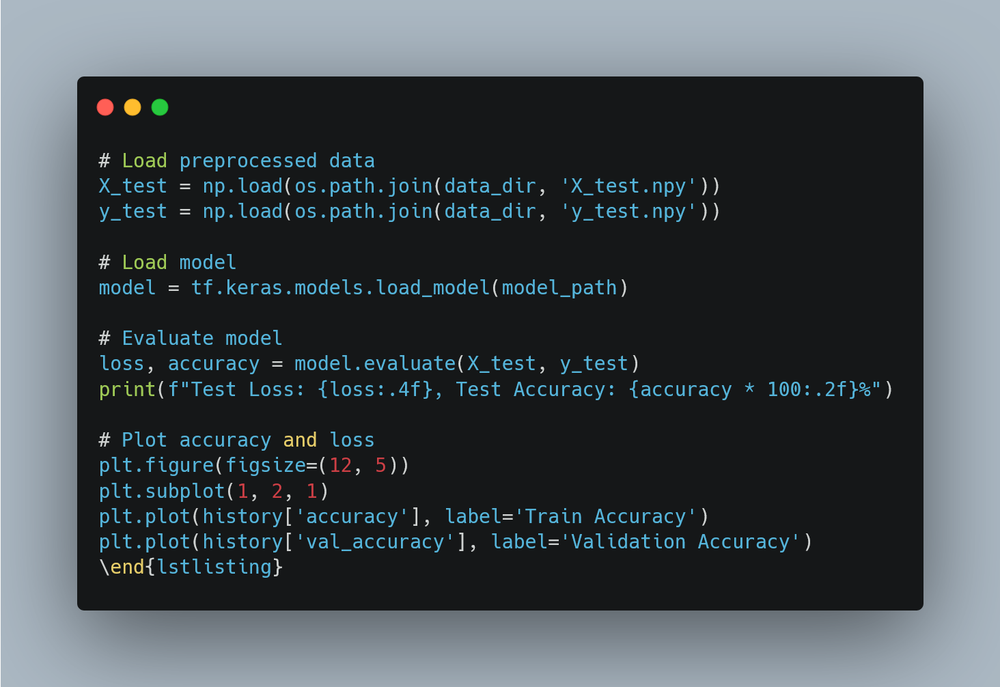 # Load preprocessed data
X_test = np.load(os.path.join(data_dir, 'X_test.npy'))
y_test = np.load(os.path.join(data_dir, 'y_test.npy'))
# Load model
model = tf.keras.models.load_model(model_path)
# Evaluate model
loss, accuracy = model.evaluate(X_test, y_test)
print(f"Test Loss: {loss:.4f}, Test Accuracy: {accuracy * 100:.2f}%")
# Plot accuracy and loss
plt.figure(figsize=(12, 5))
plt.subplot(1, 2, 1)
plt.plot(history['accuracy'], label='Train Accuracy')
plt.plot(history['val_accuracy'], label='Validation Accuracy')
\end{lstlisting}